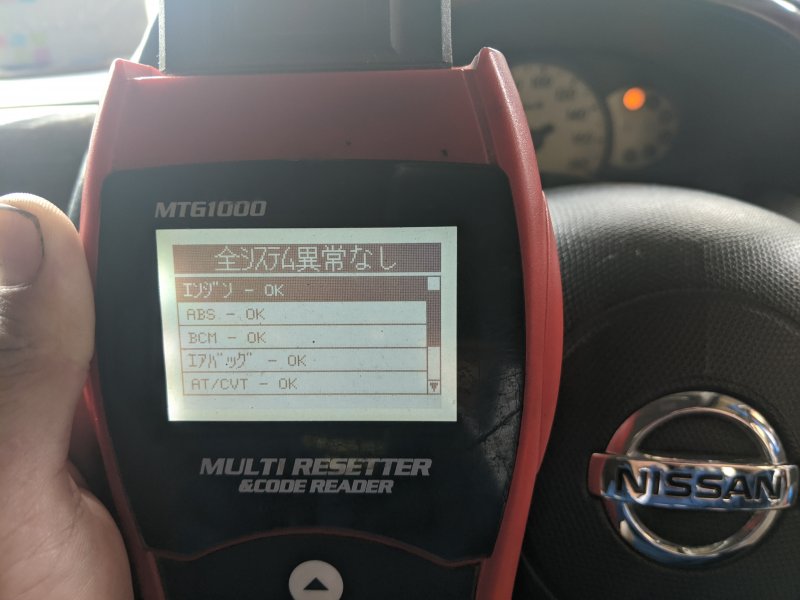 MTG1000
全システム異常なし
エンジン - OK
ABS - OK
BCM - OK
エアバッグ - OK
AT/CVT - OK
MULTI RESETTER
&CODE READER
NISSAN